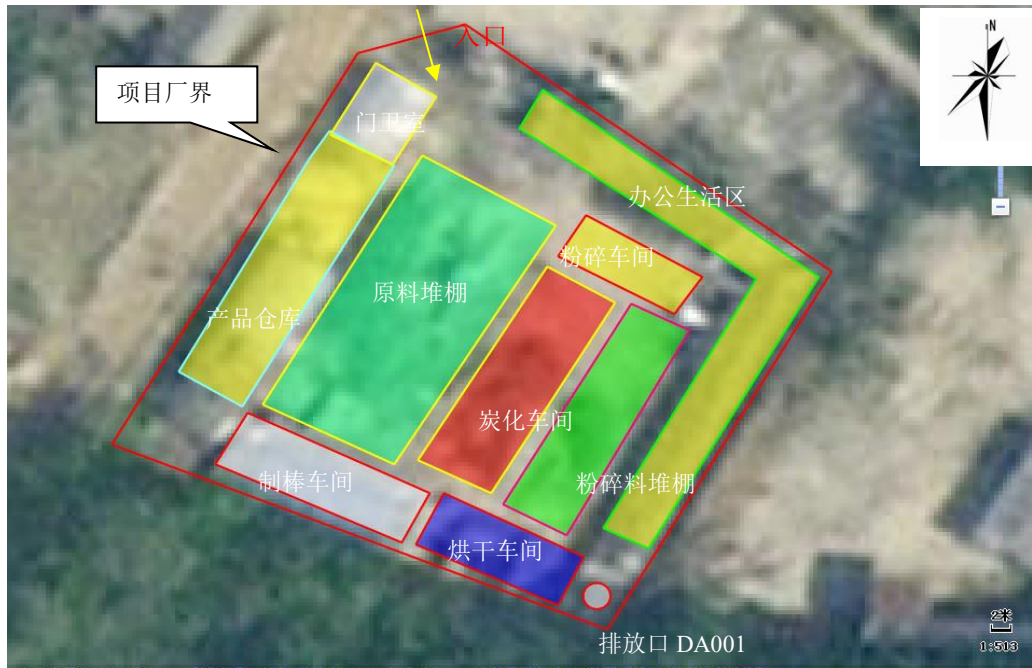 入口
N
项目厂界
门卫室
办公生活区
粉碎车间
原料堆棚
产品仓库
炭化车间
制棒车间
粉碎料堆棚
烘干车间
2米
1:513
排放口 DA001